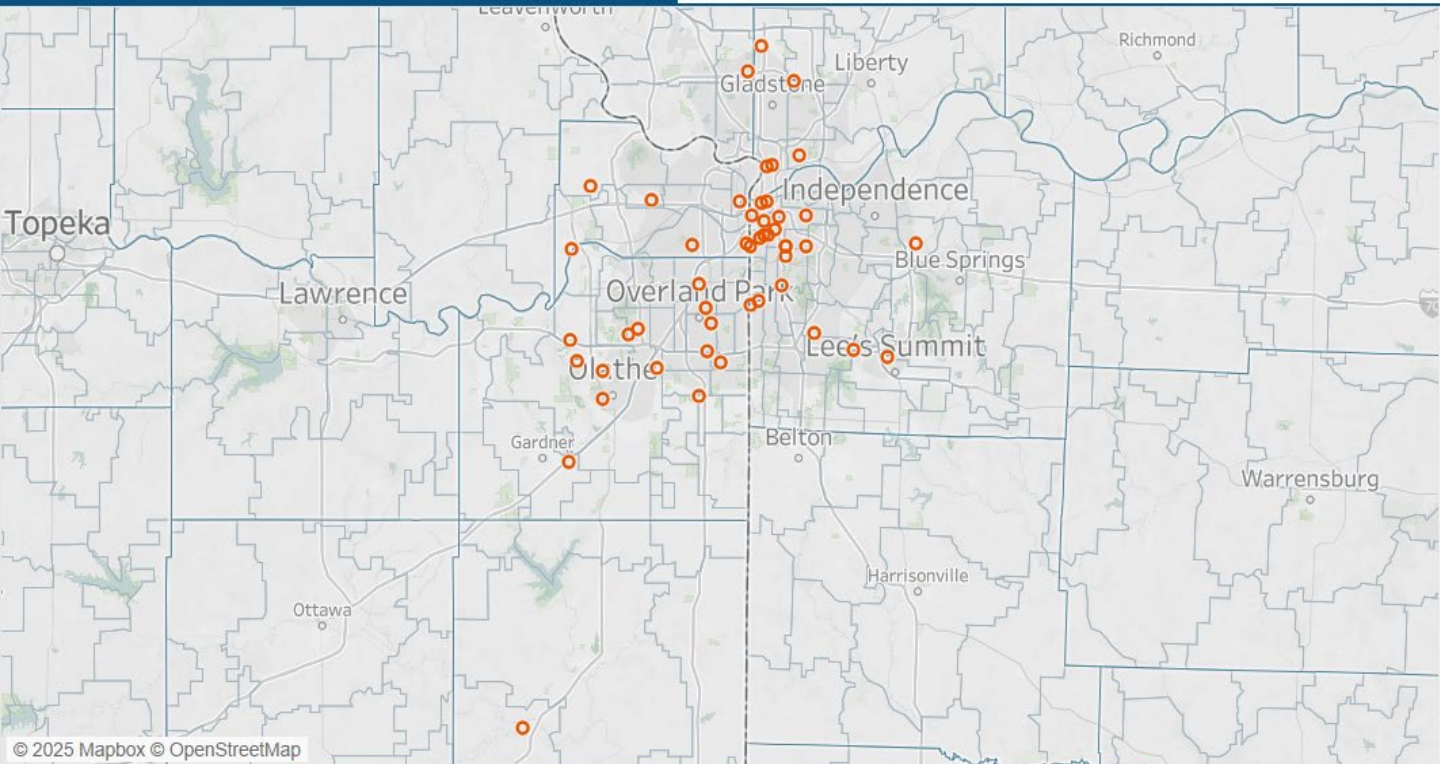 Leavenworth
Richmond
Liberty
Gladstone
Independence
Topeka
Blue Springs
Lawrence
Overland Park
70
Lee's Summit
Olathe
Gardner
Belton
Warrensburg
Harrisonville
Ottawa
© 2025 Mapbox © OpenStreetMap